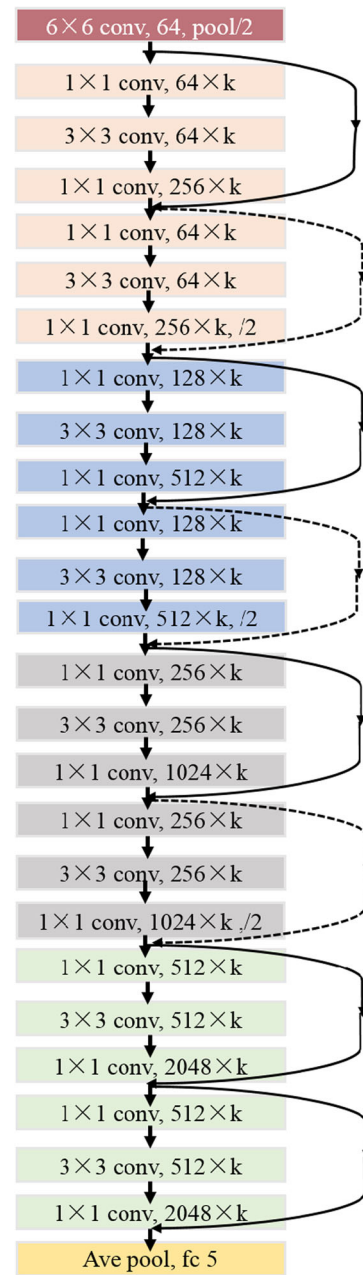 6×6 conv, 64, pool/2
1×1 conv, 64×k
3×3 conv, 64×k
1×1 conv, 256×k
1×1 conv, 64×k
3×3 conv, 64×k
1×1 conv, 256×k, /2
1×1 conv, 128×k
3×3 conv, 128×k
1×1 conv, 512×k
1×1 conv, 128×k
3×3 conv, 128×k
1×1 conv, 512×k, /2
1×1 conv, 256×k
3×3 conv, 256×k
1×1 conv, 1024×k
1×1 conv, 256×k
3×3 conv, 256×k
1×1 conv, 1024×k ,/2
1×1 conv, 512×k
3×3 conv, 512×k
1×1 conv, 2048×k
1×1 conv, 512×k
3×3 conv, 512×k
1×1 conv, 2048×k
Ave pool, fc 5